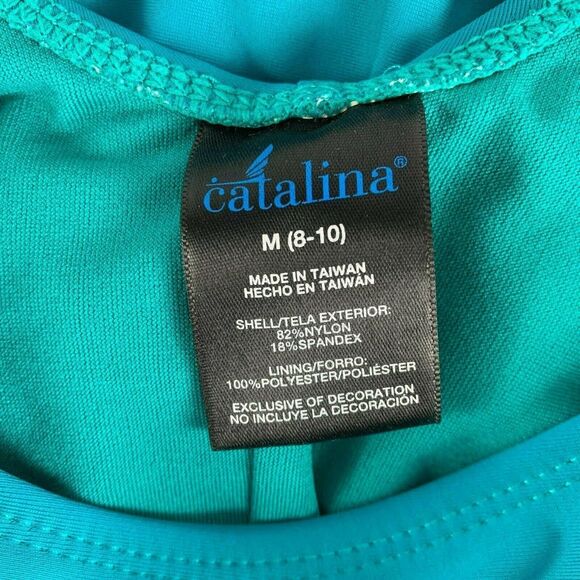 catalina®
M (8-10)
MADE IN TAIWAN
HECHO EN TAIWÁN
SHELL/TELA EXTERIOR:
82%NYLON
18%SPANDEX
LINING/FORRO:
100%POLYESTER/POLIÉSTER
EXCLUSIVE OF DECORATION
NO INCLUYE LA DECORACIÓN